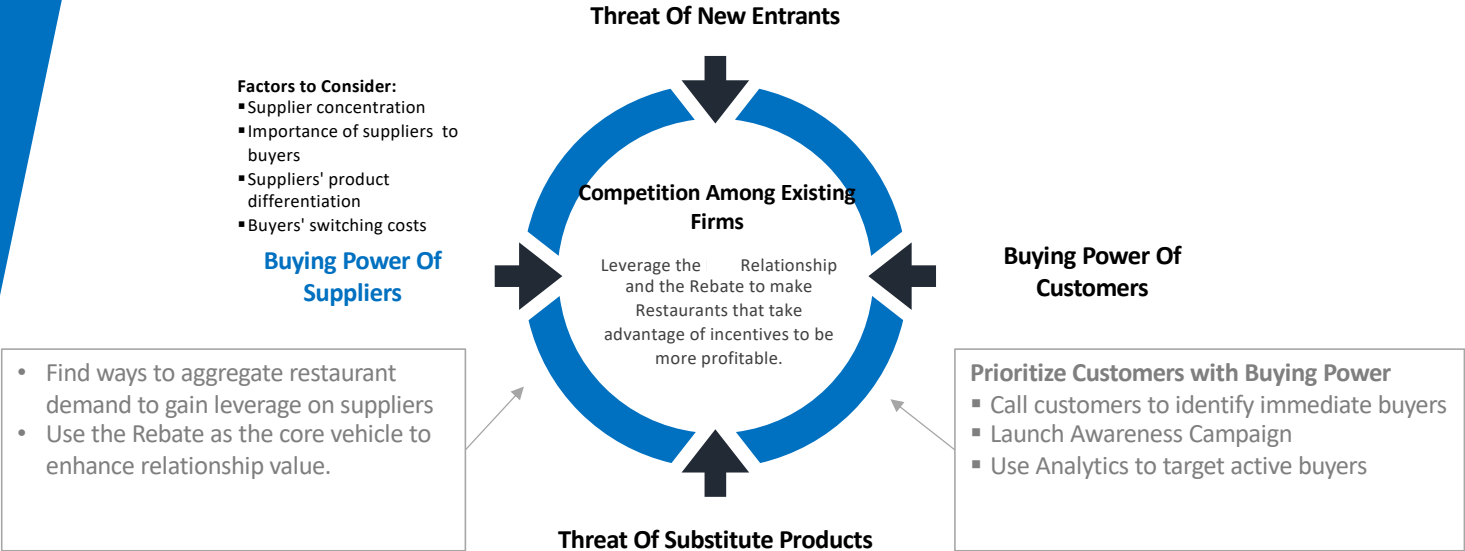 Threat Of New Entrants
Factors to Consider:
▪Supplier concentration
▪Importance of suppliers to
buyers
▪Suppliers' product
differentiation
▪Buyers' switching costs
Buying Power Of
Suppliers
Competition Among Existing
Firms
Leverage the Relationship
and the Rebate to make
Restaurants that take
advantage of incentives to be
more profitable.
Buying Power Of
Customers
• Find ways to aggregate restaurant
demand to gain leverage on suppliers
• Use the Rebate as the core vehicle to
enhance relationship value.
Prioritize Customers with Buying Power
▪ Call customers to identify immediate buyers
▪ Launch Awareness Campaign
▪ Use Analytics to target active buyers
Threat Of Substitute Products